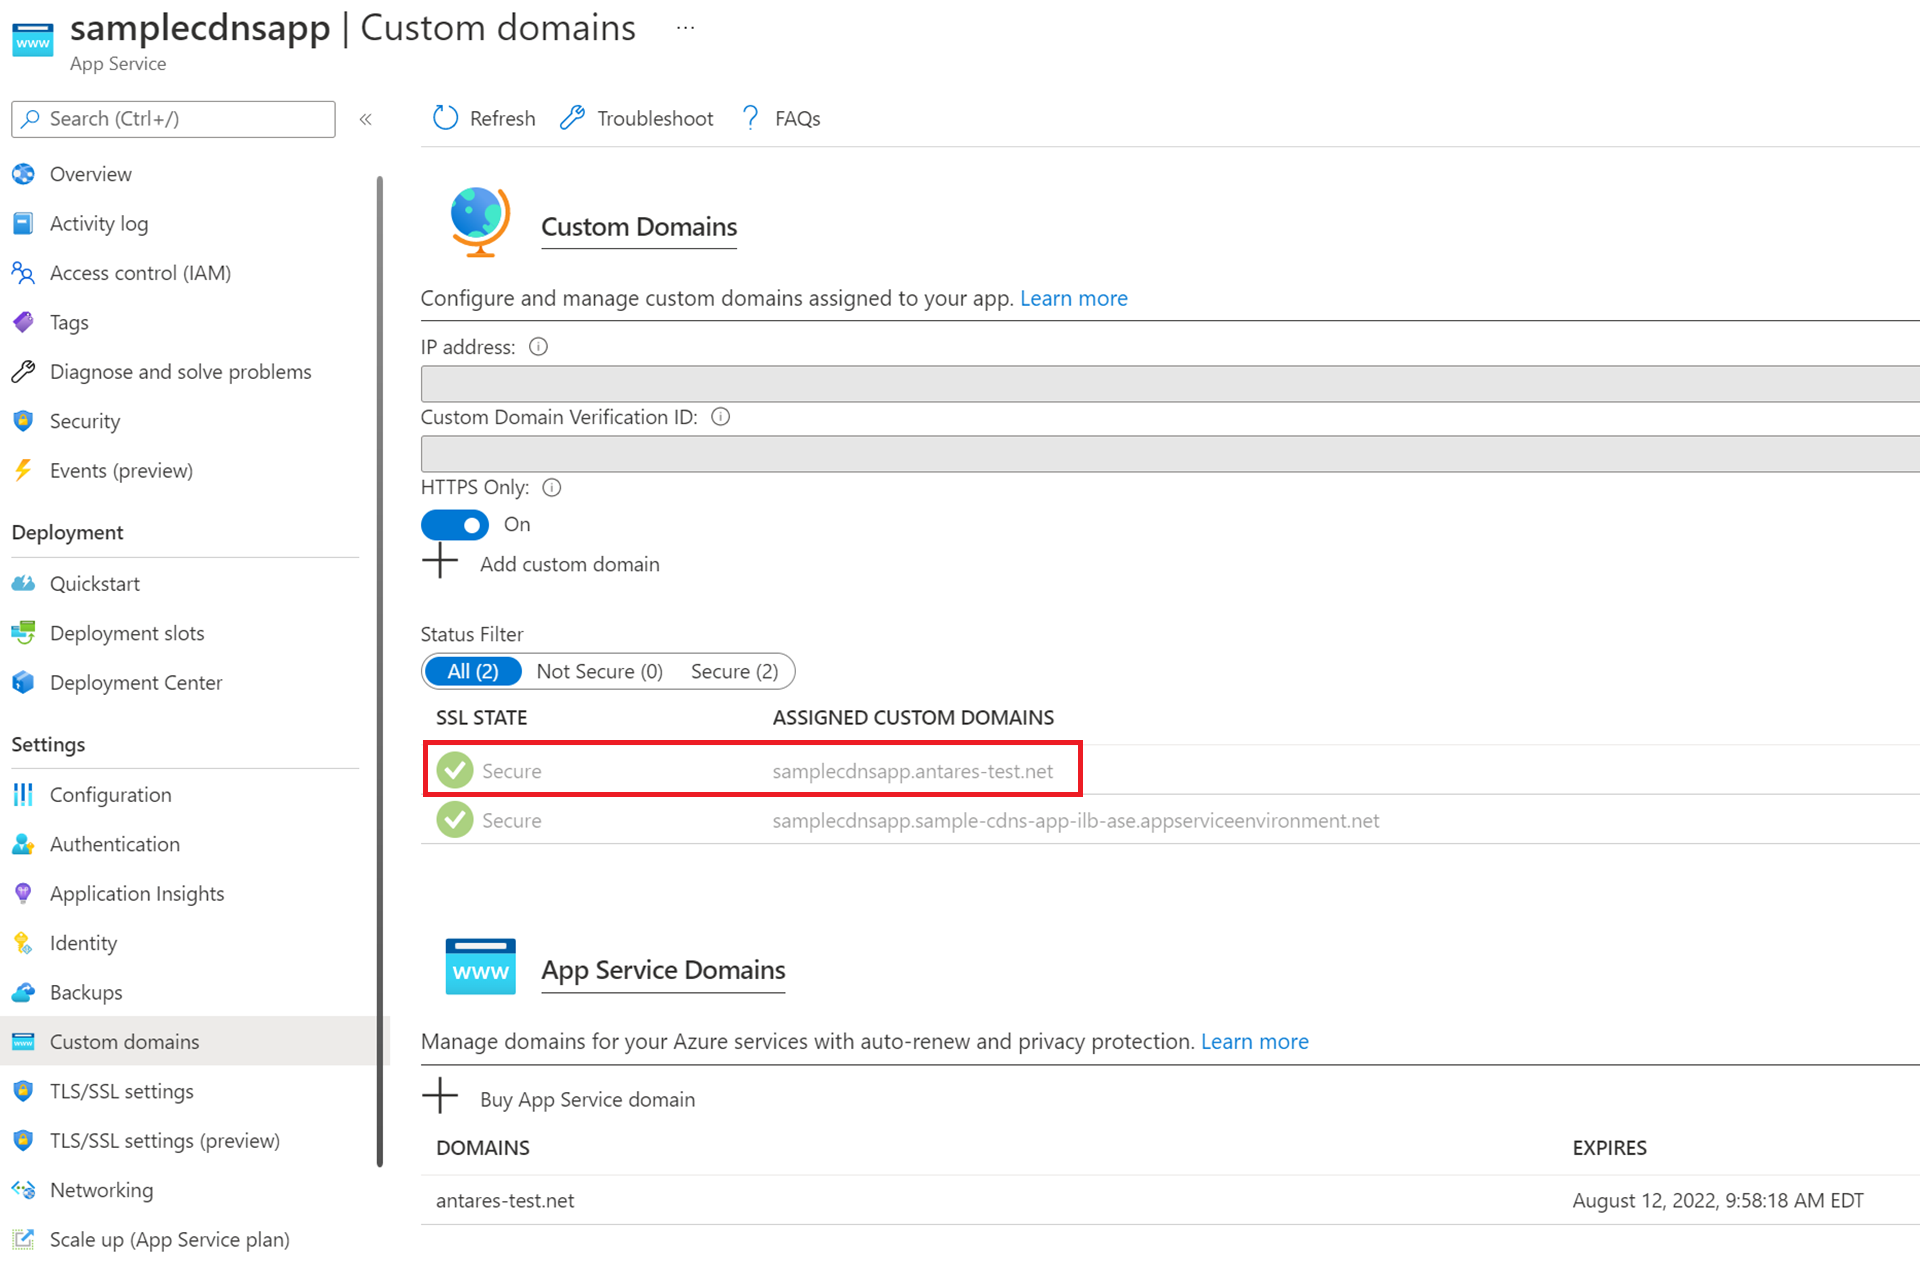 samplecdnsapp | Custom domains ...
App Service
Search (Ctrl+/) «
Refresh Troubleshoot ? FAQs
Overview
Activity log
Access control (IAM)
Tags
Diagnose and solve problems
Security
Events (preview)
Deployment
Quickstart
Deployment slots
Deployment Center
Settings
Configuration
Authentication
Application Insights
Identity
Backups
www Custom domains
TLS/SSL settings
TLS/SSL settings (preview)
Networking
Scale up (App Service plan)
Custom Domains
Configure and manage custom domains assigned to your app. Learn more
IP address:
Custom Domain Verification ID:
HTTPS Only:
On
Add custom domain
Status Filter
All (2) Not Secure (0) Secure (2)
SSL STATE ASSIGNED CUSTOM DOMAINS
Secure samplecdnsapp.antares-test.net
Secure samplecdnsapp.sample-cdns-app-ilb-ase.appserviceenvironment.net
www App Service Domains
Manage domains for your Azure services with auto-renew and privacy protection. Learn more
Buy App Service domain
DOMAINS EXPIRES
antares-test.net August 12, 2022, 9:58:18 AM EDT